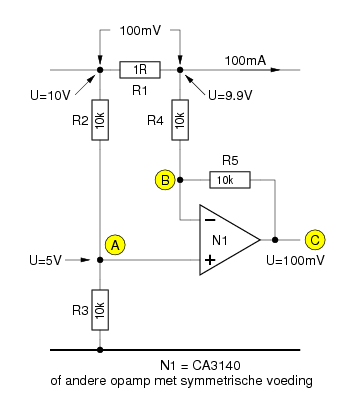 100mV
100mA
1R
R1
U=10V
U=9.9V
R2
10k
R4
10k
R5
10k
B
A
N1
C
U=5V
U=100mV
R3
10k
N1 = CA3140
of andere opamp met symmetrische voeding